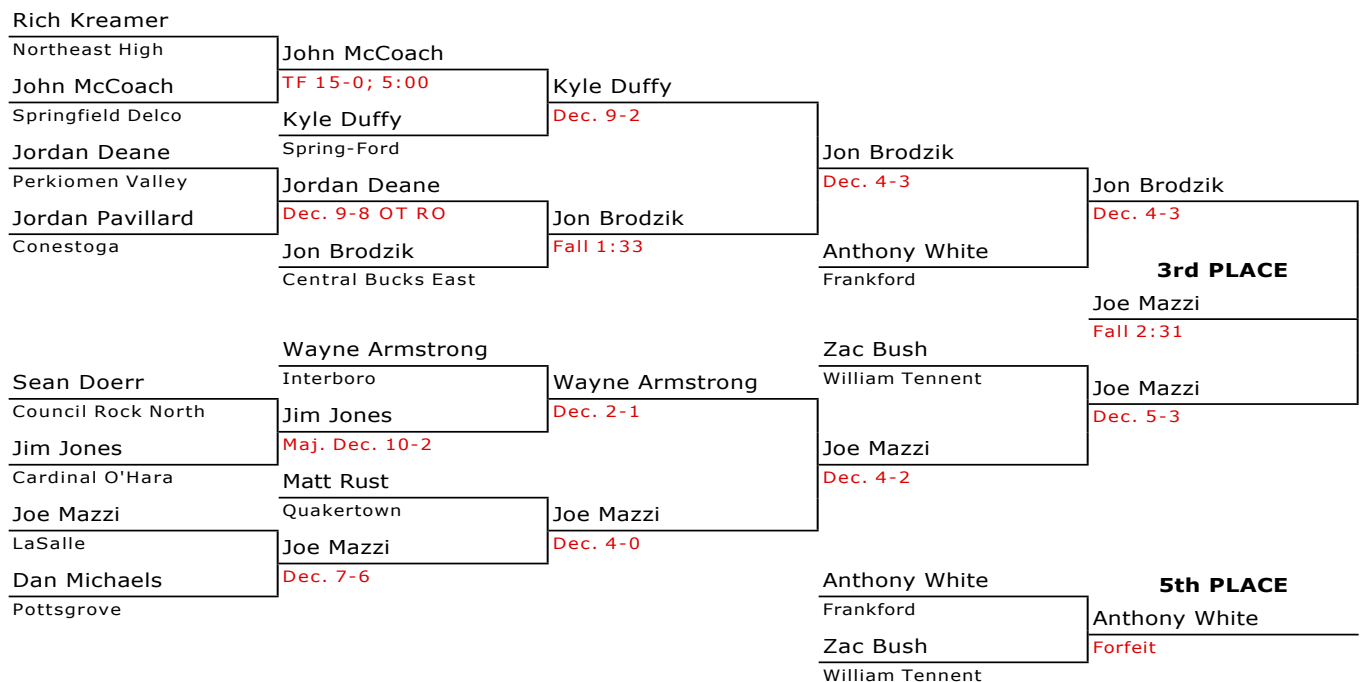 Rich Kreamer
Northeast High
John McCoach
Springfield Delco
Jordan Deane
Perkiomen Valley
Jordan Pavillard
Conestoga
John McCoach
TF 15-0; 5:00
Kyle Duffy
Spring-Ford
Jordan Deane
Dec. 9-8 OT RO
Jon Brodzik
Central Bucks East
Kyle Duffy
Dec. 9-2
Jon Brodzik
Fall 1:33
Jon Brodzik
Dec. 4-3
Anthony White
Frankford
Jon Brodzik
Dec. 4-3
3rd PLACE
Joe Mazzi
Fall 2:31
Sean Doerr
Council Rock North
Jim Jones
Cardinal O'Hara
Joe Mazzi
LaSalle
Dan Michaels
Pottsgrove
Wayne Armstrong
Interboro
Jim Jones
Maj. Dec. 10-2
Matt Rust
Quakertown
Joe Mazzi
Dec. 7-6
Wayne Armstrong
Dec. 2-1
Joe Mazzi
Dec. 4-0
Zac Bush
William Tennent
Joe Mazzi
Dec. 4-2
Joe Mazzi
Dec. 5-3
Anthony White
Frankford
Zac Bush
William Tennent
5th PLACE
Anthony White
Forfeit